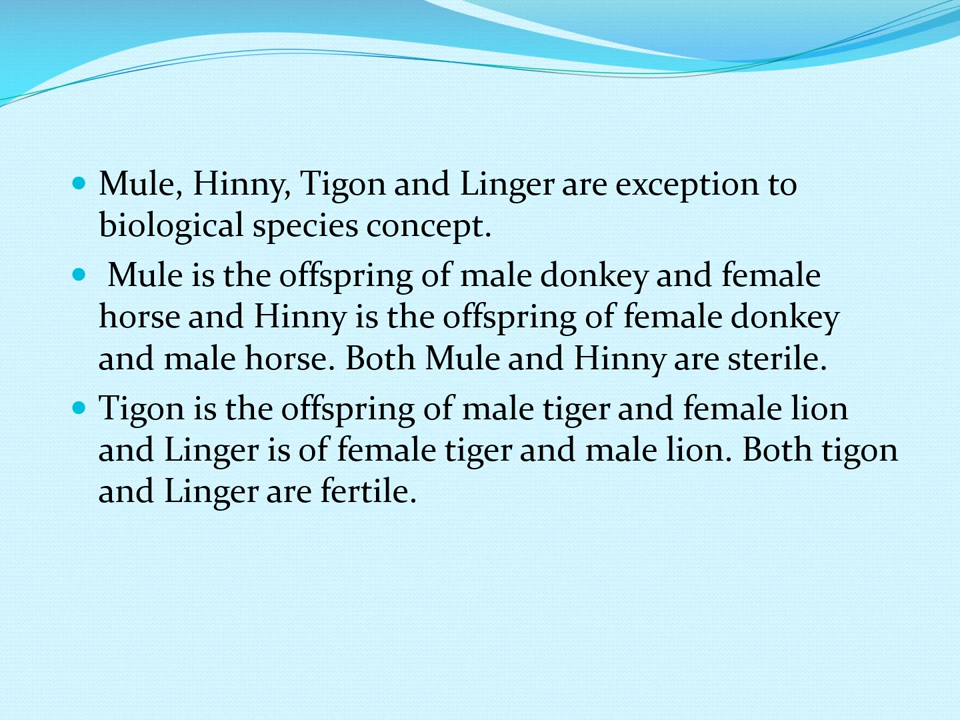 Mule, Hinny, Tigon and Linger are exception to
biological species concept.
Mule is the offspring of male donkey and female
horse and Hinny is the offspring of female donkey
and male horse. Both Mule and Hinny are sterile.
Tigon is the offspring of male tiger and female lion
and Linger is of female tiger and male lion. Both tigon
and Linger are fertile.